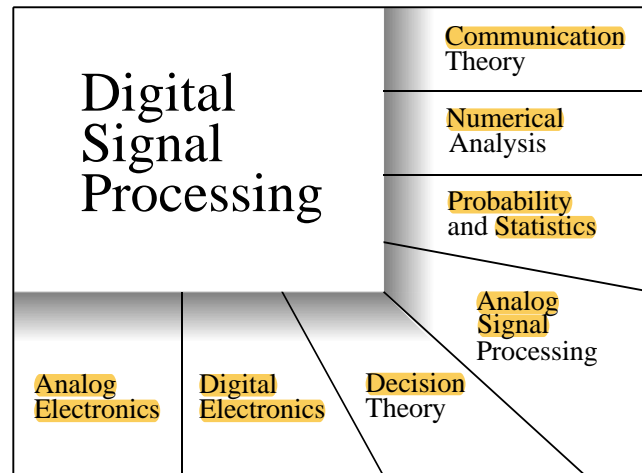 Digital
Signal
Processing
Communication
Theory
Numerical
Analysis
Probability
and Statistics
Analog
Signal
Processing
Decision
Theory
Digital
Electronics
Analog
Electronics